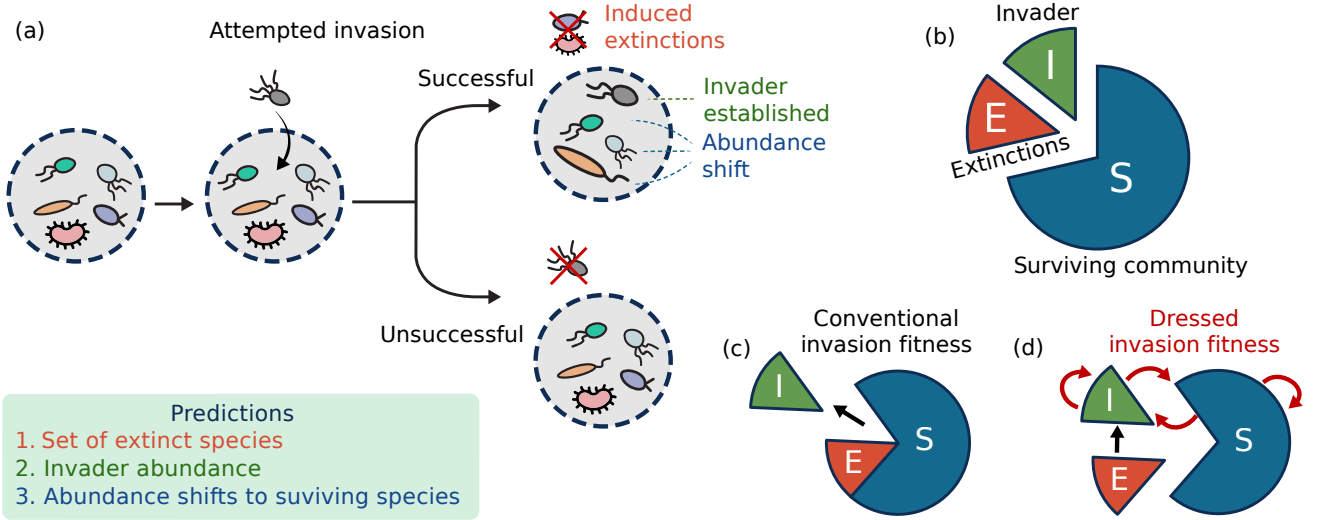 (a)
Attempted invasion
Induced
extinctions
Successful
Invader
established
Abundance
shift
Unsuccessful
Predictions
1. Set of extinct species
2. Invader abundance
3. Abundance shifts to suviving species
(b)
Invader
I
E
Extinctions
S
Surviving community
(c)
Conventional
invasion fitness
I
E
S
(d)
Dressed
invasion fitness
I
E
S